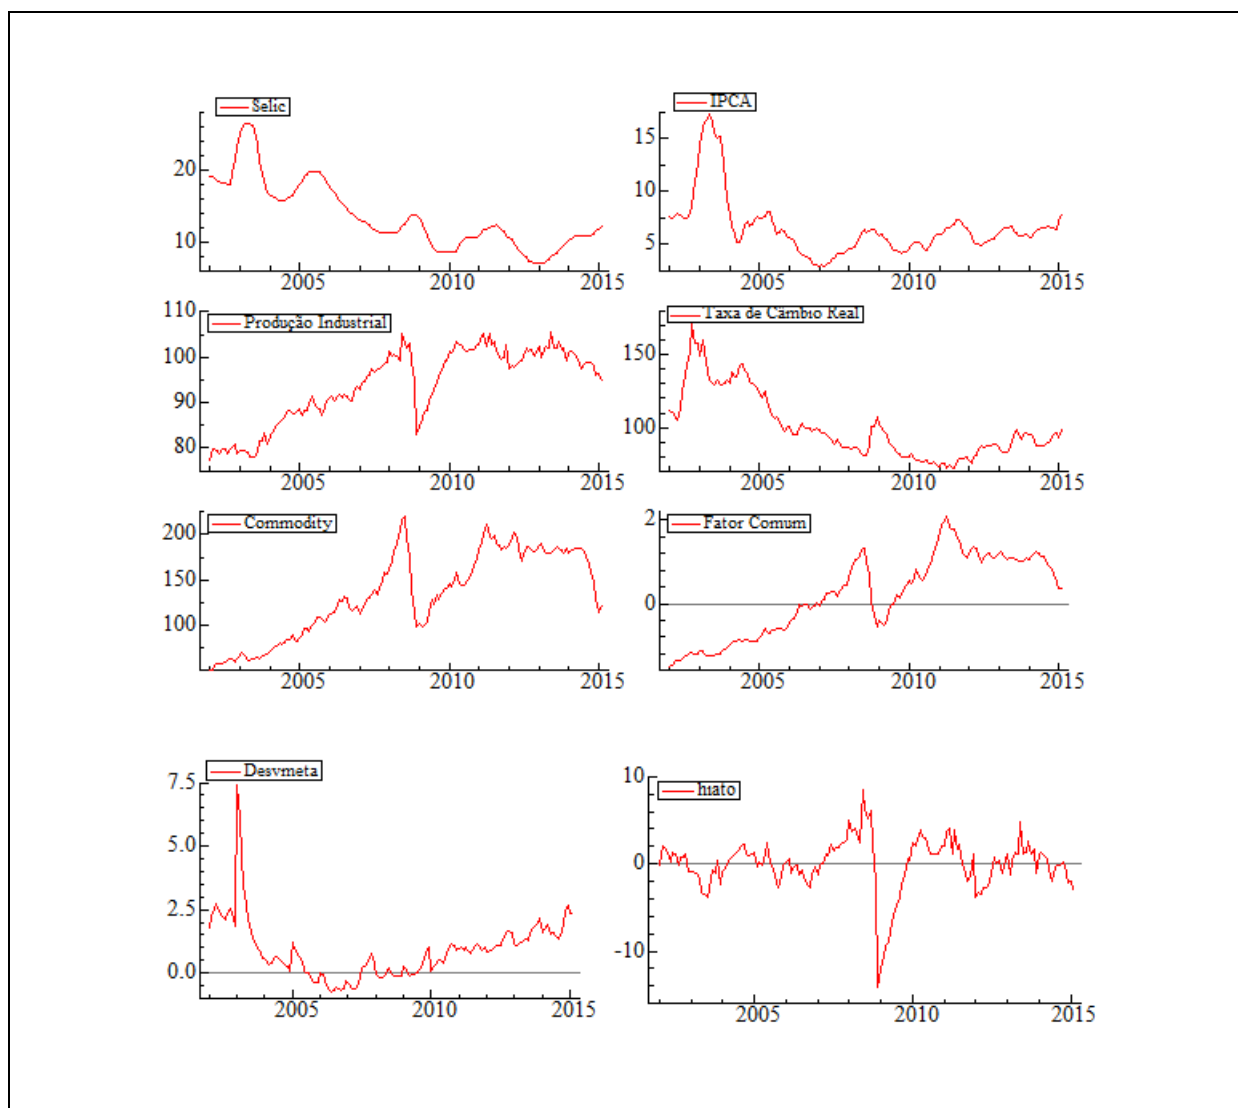 Selic
20
10
2005 2010 2015
IPCA
15
10
5
2005 2010 2015
Produção Industrial
110
100
90
80
2005 2010 2015
Taxa de Câmbio Real
150
100
2005 2010 2015
Commodity
200
150
100
2005 2010 2015
Fator Comum
2
0
2005 2010 2015
Desvmeta
7.5
5.0
2.5
0.0
2005 2010 2015
hiato
10
0
-10
2005 2010 2015